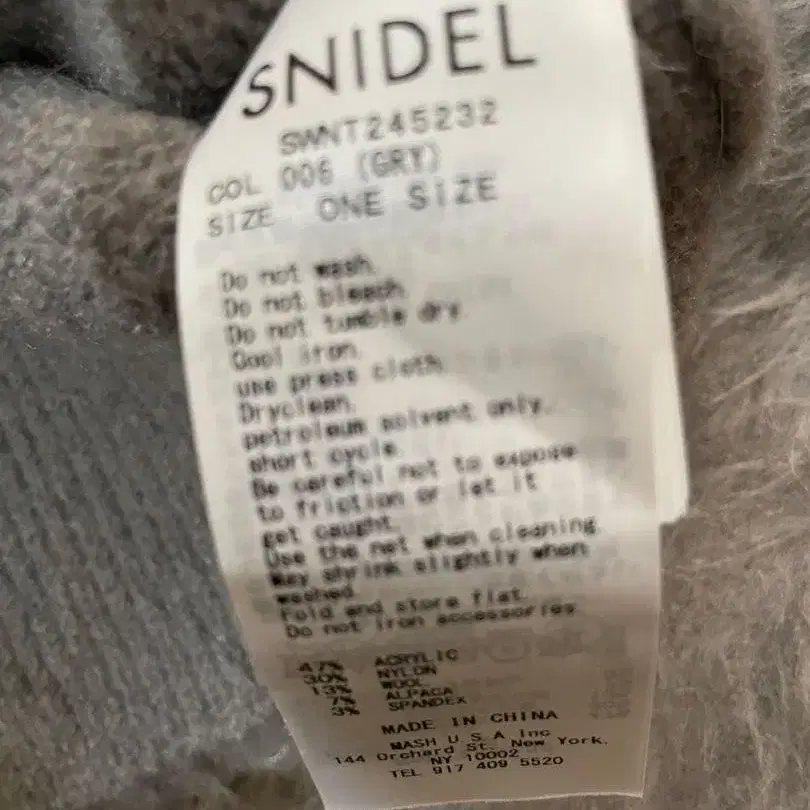 SNIDEL
SWNT245232
COL 006 (GRY)
SIZE ONE SIZE
Do not wash.
Do not bleach.
Do not tumble dry.
Cool iron.
use press cloth.
Dryclean.
petroleum solvent only.
short cycle.
Be careful not to expose
to friction or let it
get caught.
Use the net when cleaning.
May shrink slightly when
washed.
Fold and store flat.
Do not iron accessories
47% ACRYLIC
30% NYLON
13% WOOL
7% ALPACA
3% SPANDEX
MADE IN CHINA
MASH U S A Inc
144 Orchard St. New York.
NY 10002
TEL 917 409 5520